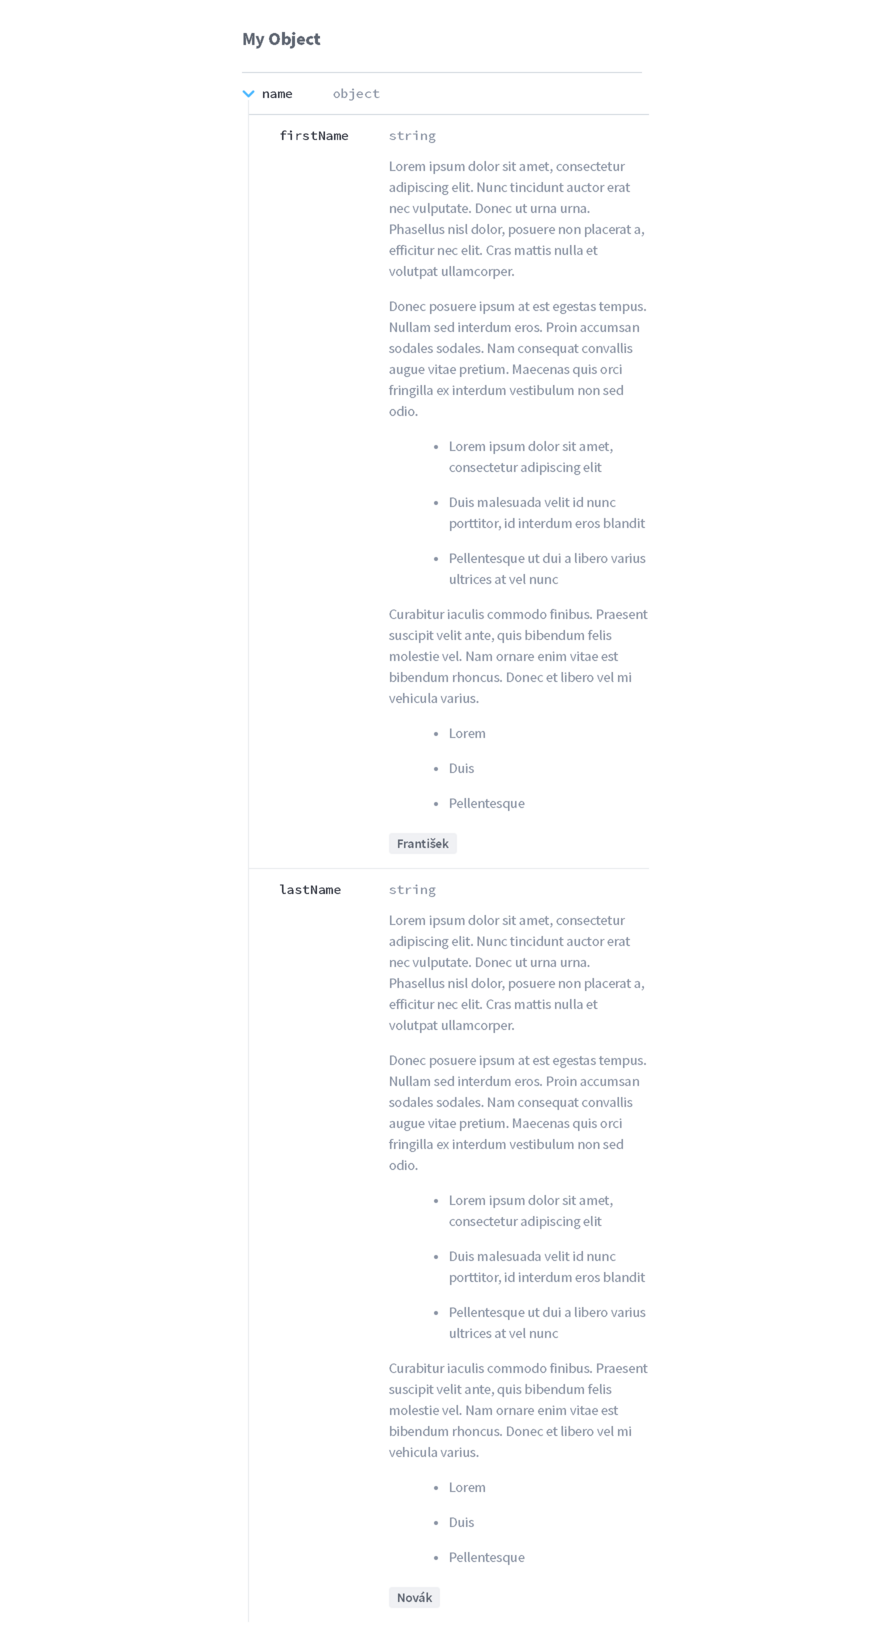 My Object
name object
firstName string
Lorem ipsum dolor sit amet, consectetur
adipiscing elit. Nunc tincidunt auctor erat
nec vulputate. Donec ut urna urna.
Phasellus nisl dolor, posuere non placerat a,
efficitur nec elit. Cras mattis nulla et
volutpat ullamcorper.
Donec posuere ipsum at est egestas tempus.
Nullam sed interdum eros. Proin accumsan
sodales sodales. Nam consequat convallis
augue vitae pretium. Maecenas quis orci
fringilla ex interdum vestibulum non sed
odio.
• Lorem ipsum dolor sit amet,
consectetur adipiscing elit
• Duis malesuada velit id nunc
porttitor, id interdum eros blandit
• Pellentesque ut dui a libero varius
ultrices at vel nunc
Curabitur iaculis commodo finibus. Praesent
suscipit velit ante, quis bibendum felis
molestie vel. Nam ornare enim vitae est
bibendum rhoncus. Donec et libero vel mi
vehicula varius.
• Lorem
• Duis
• Pellentesque
František
lastName string
Lorem ipsum dolor sit amet, consectetur
adipiscing elit. Nunc tincidunt auctor erat
nec vulputate. Donec ut urna urna.
Phasellus nisl dolor, posuere non placerat a,
efficitur nec elit. Cras mattis nulla et
volutpat ullamcorper.
Donec posuere ipsum at est egestas tempus.
Nullam sed interdum eros. Proin accumsan
sodales sodales. Nam consequat convallis
augue vitae pretium. Maecenas quis orci
fringilla ex interdum vestibulum non sed
odio.
• Lorem ipsum dolor sit amet,
consectetur adipiscing elit
• Duis malesuada velit id nunc
porttitor, id interdum eros blandit
• Pellentesque ut dui a libero varius
ultrices at vel nunc
Curabitur iaculis commodo finibus. Praesent
suscipit velit ante, quis bibendum felis
molestie vel. Nam ornare enim vitae est
bibendum rhoncus. Donec et libero vel mi
vehicula varius.
• Lorem
• Duis
• Pellentesque
Novák